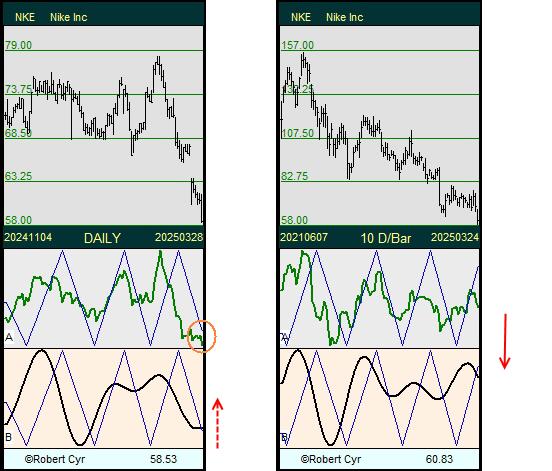 NKE Nike Inc
79.00
73.75
68.50
63.25
58.00
20241104 DAILY 20250328
A
B
©Robert Cyr 58.53
NKE Nike Inc
157.00
132.25
107.50
82.75
58.00
20210607 10 D/Bar 20250324
A
B
©Robert Cyr 60.83